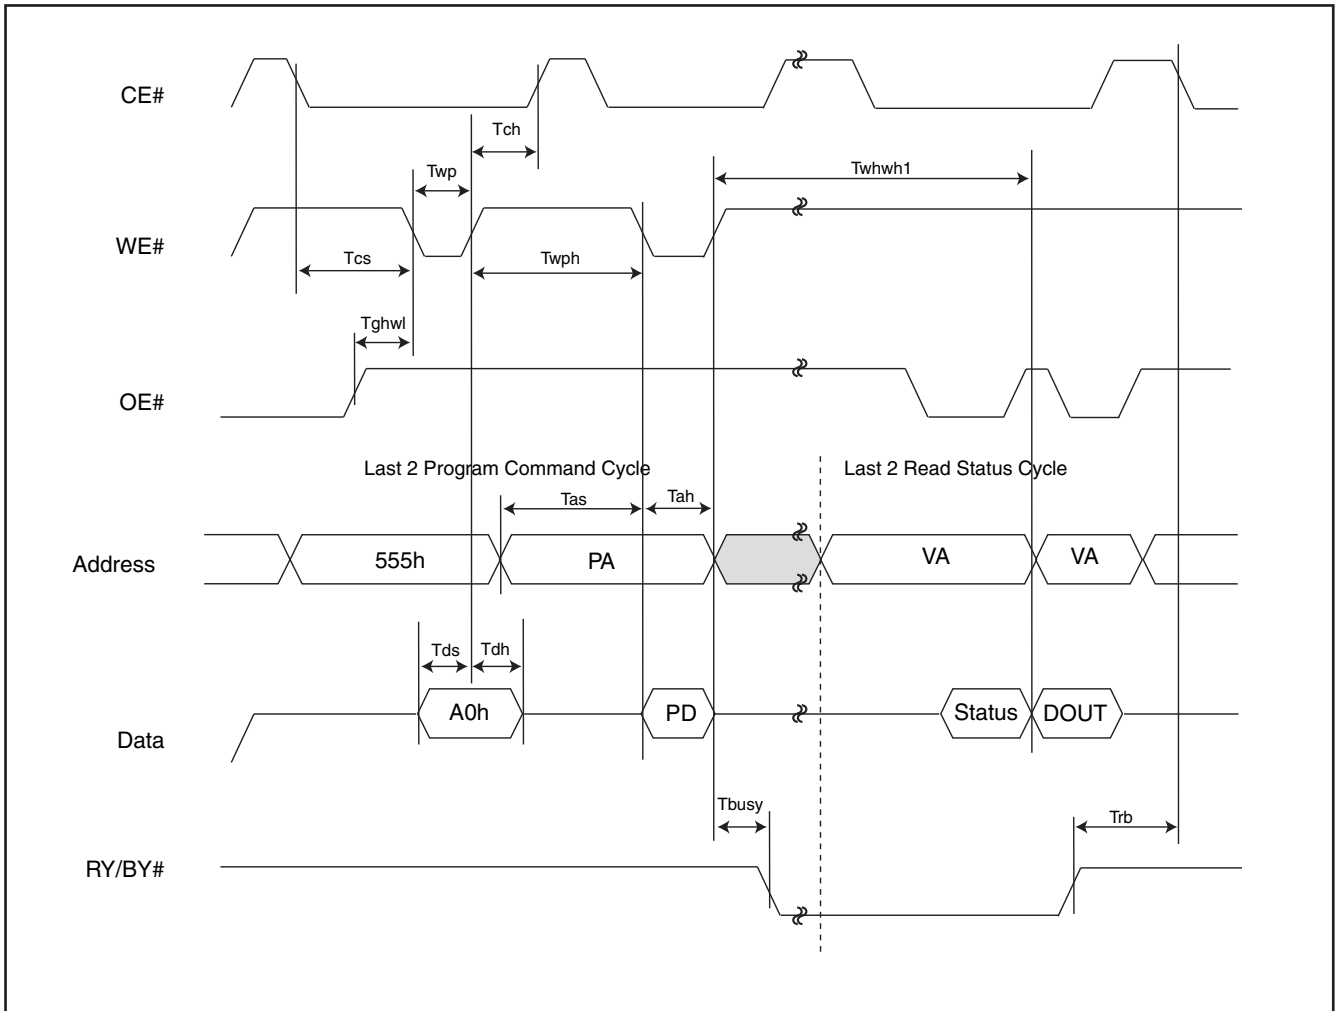 CE#
Tch
Twp
Twhwh1
WE#
Tcs
Twph
Tghwl
OE#
Last 2 Program Command Cycle
Last 2 Read Status Cycle
Tas
Tah
Address
555h
PA
VA
VA
Tds
Tdh
A0h
PD
Status
DOUT
Data
Tbusy
Trb
RY/BY#